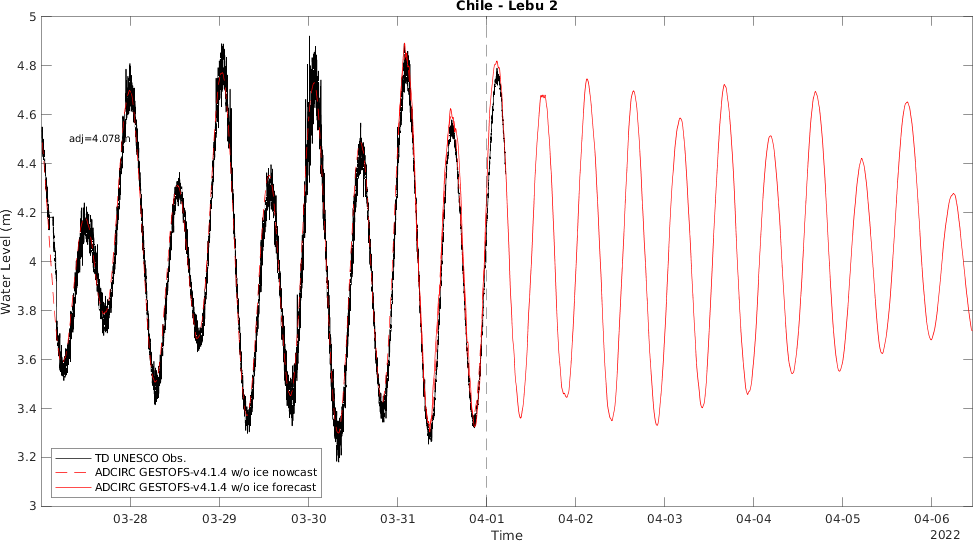 Chile - Lebu 2
5
4.8
4.6
4.4
4.2
4
3.8
3.6
3.4
3.2
3
Water Level (m)
adj=4.078m
TD UNESCO Obs.
ADCIRC GESTOFS-v4.1.4 w/o ice nowcast
ADCIRC GESTOFS-v4.1.4 w/o ice forecast
03-28 03-29 03-30 03-31 04-01 04-02 04-03 04-04 04-05 04-06
Time
2022